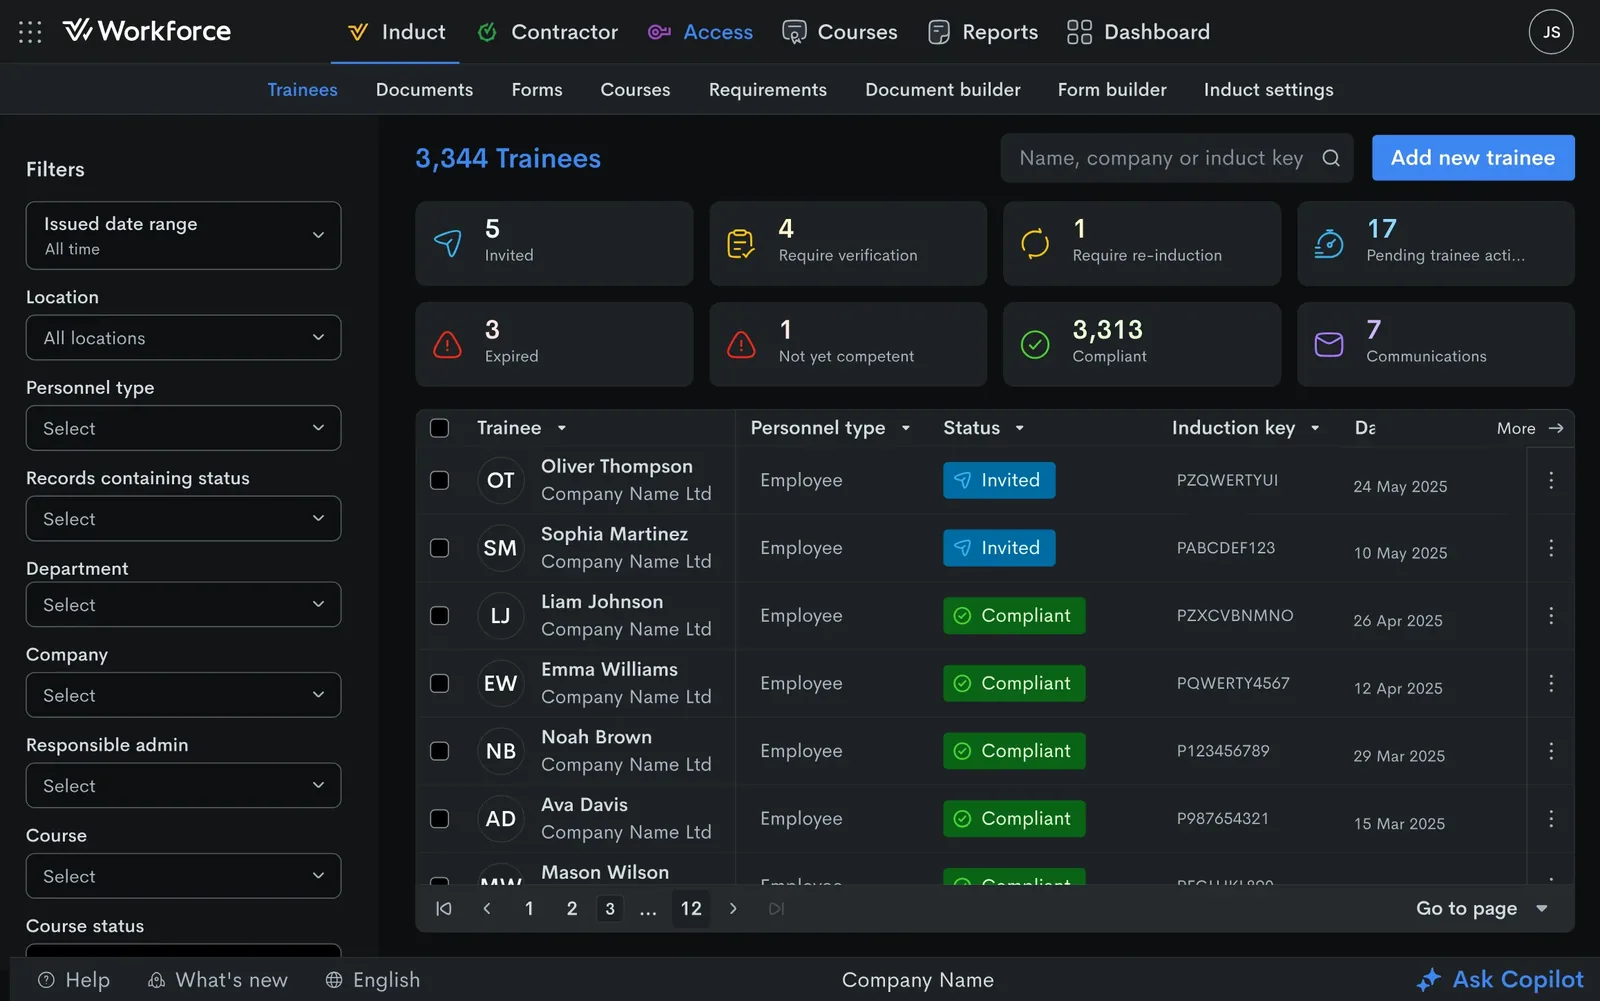 Workforce
Induct
Contractor
Access
Courses
Reports
Dashboard
JS
Trainees
Documents
Forms
Courses
Requirements
Document builder
Form builder
Induct settings
Filters
Issued date range
All time
Location
All locations
Personnel type
Select
Records containing status
Select
Department
Select
Company
Select
Responsible admin
Select
Course
Select
Course status
3,344 Trainees
Name, company or induct key
Add new trainee
5
Invited
4
Require verification
1
Require re-induction
17
Pending trainee acti...
3
Expired
1
Not yet competent
3,313
Compliant
7
Communications
Trainee
Personnel type
Status
Induction key
Da
More
OT
Oliver Thompson
Company Name Ltd
Employee
Invited
PZQWERTYUI
24 May 2025
SM
Sophia Martinez
Company Name Ltd
Employee
Invited
PABCDEF123
10 May 2025
LJ
Liam Johnson
Company Name Ltd
Employee
Compliant
PZXCVBNMNO
26 Apr 2025
EW
Emma Williams
Company Name Ltd
Employee
Compliant
PQWERTY4567
12 Apr 2025
NB
Noah Brown
Company Name Ltd
Employee
Compliant
P123456789
29 Mar 2025
AD
Ava Davis
Company Name Ltd
Employee
Compliant
P987654321
15 Mar 2025
MW
Mason Wilson
Employee
Compliant
1
2
3
...
12
Go to page
Help
What's new
English
Company Name
Ask Copilot